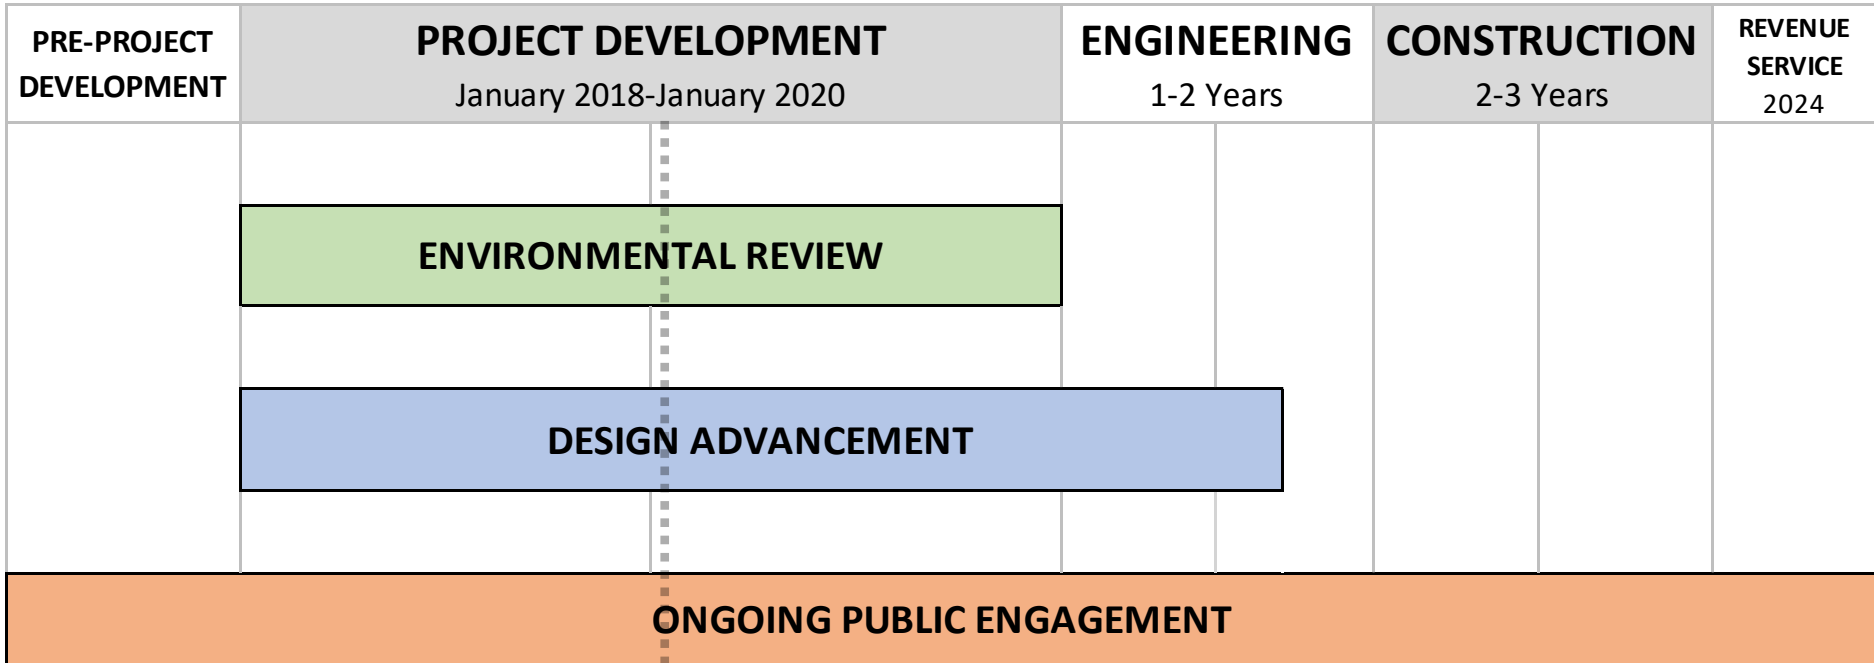 PRE-PROJECT
DEVELOPMENT
PROJECT DEVELOPMENT
January 2018-January 2020
ENGINEERING
1-2 Years
CONSTRUCTION
2-3 Years
REVENUE
SERVICE
2024
ENVIRONMENTAL REVIEW
DESIGN ADVANCEMENT
ONGOING PUBLIC ENGAGEMENT